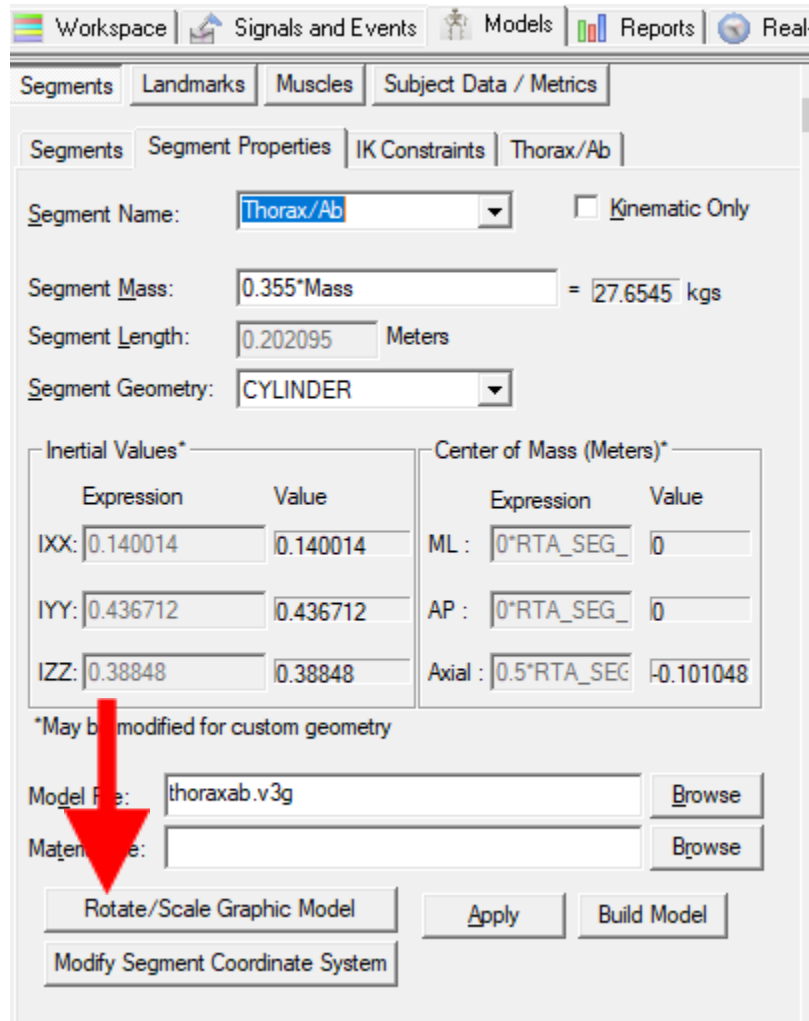 Workspace Signals and Events Models Reports Real-
Segments Landmarks Muscles Subject Data / Metrics
Segments Segment Properties IK Constraints Thorax/Ab
Segment Name: Thorax/Ab Kinematic Only
Segment Mass: 0.355*Mass = 27.6545 kgs
Segment Length: 0.202095 Meters
Segment Geometry: CYLINDER
Inertial Values* Center of Mass (Meters)*
Expression Value Expression Value
IXX: 0.140014 0.140014 ML : 0*RTA_SEG_ 0
IYY: 0.436712 0.436712 AP : 0*RTA_SEG_ 0
IZZ: 0.38848 0.38848 Axial : 0.5*RTA_SEG -0.101048
*May modified for custom geometry
Model thoraxab.v3g Browse
Browse
Rotate/Scale Graphic Model Apply Build Model
Modify Segment Coordinate System